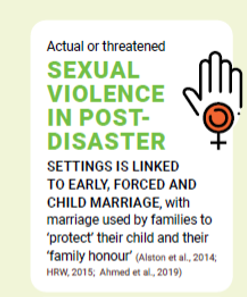 Actual or threatened
SEXUAL
VIOLENCE
IN POST-
DISASTER
SETTINGS IS LINKED
TO EARLY, FORCED AND
CHILD MARRIAGE, with
marriage used by families to
‘protect’ their child and their
‘family honour’ (Alston et al., 2014;
HRW, 2015; Ahmed et al., 2019)